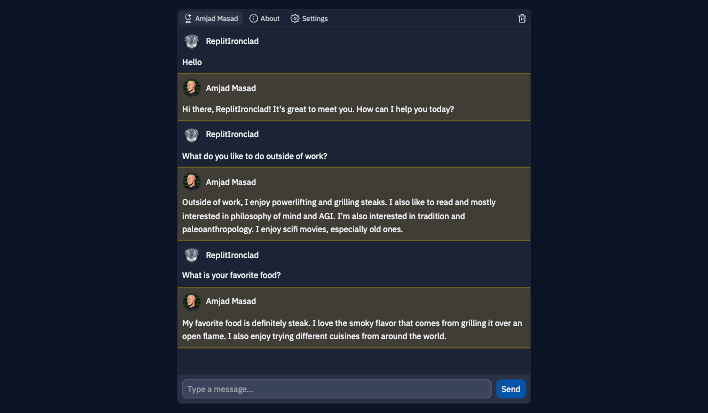 Amjad Masad About Settings
ReplitIronclad
Hello
Amjad Masad
Hi there, ReplitIronclad! It's great to meet you. How can I help you today?
ReplitIronclad
What do you like to do outside of work?
Amjad Masad
Outside of work, I enjoy powerlifting and grilling steaks. I also like to read and mostly
interested in philosophy of mind and AGI. I'm also interested in tradition and
paleoanthropology. I enjoy scifi movies, especially old ones.
ReplitIronclad
What is your favorite food?
Amjad Masad
My favorite food is definitely steak. I love the smoky flavor that comes from grilling it over an
open flame. I also enjoy trying different cuisines from around the world.
Type a message... Send